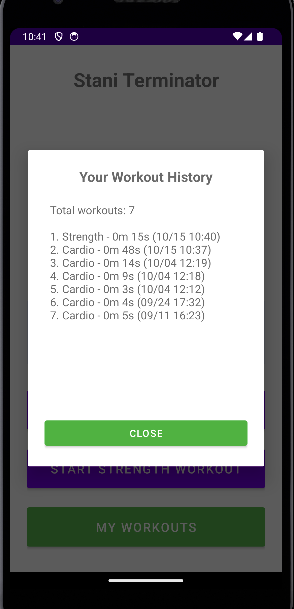 10:41
Stani Terminator
Your Workout History
Total workouts: 7
1. Strength - 0m 15s (10/15 10:40)
2. Cardio - 0m 48s (10/15 10:37)
3. Cardio - 0m 14s (10/04 12:19)
4. Cardio - 0m 9s (10/04 12:18)
5. Cardio - 0m 3s (10/04 12:12)
6. Cardio - 0m 4s (09/24 17:32)
7. Cardio - 0m 5s (09/11 16:23)
CLOSE
START STRENGTH WORKOUT
MY WORKOUTS